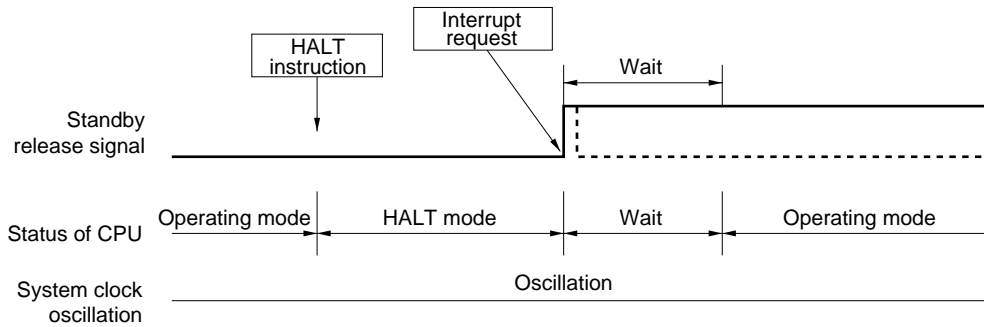 Interrupt
request
HALT
instruction
Wait
Standby
release signal
Operating mode
HALT mode
Wait
Operating mode
Status of CPU
Oscillation
System clock
oscillation